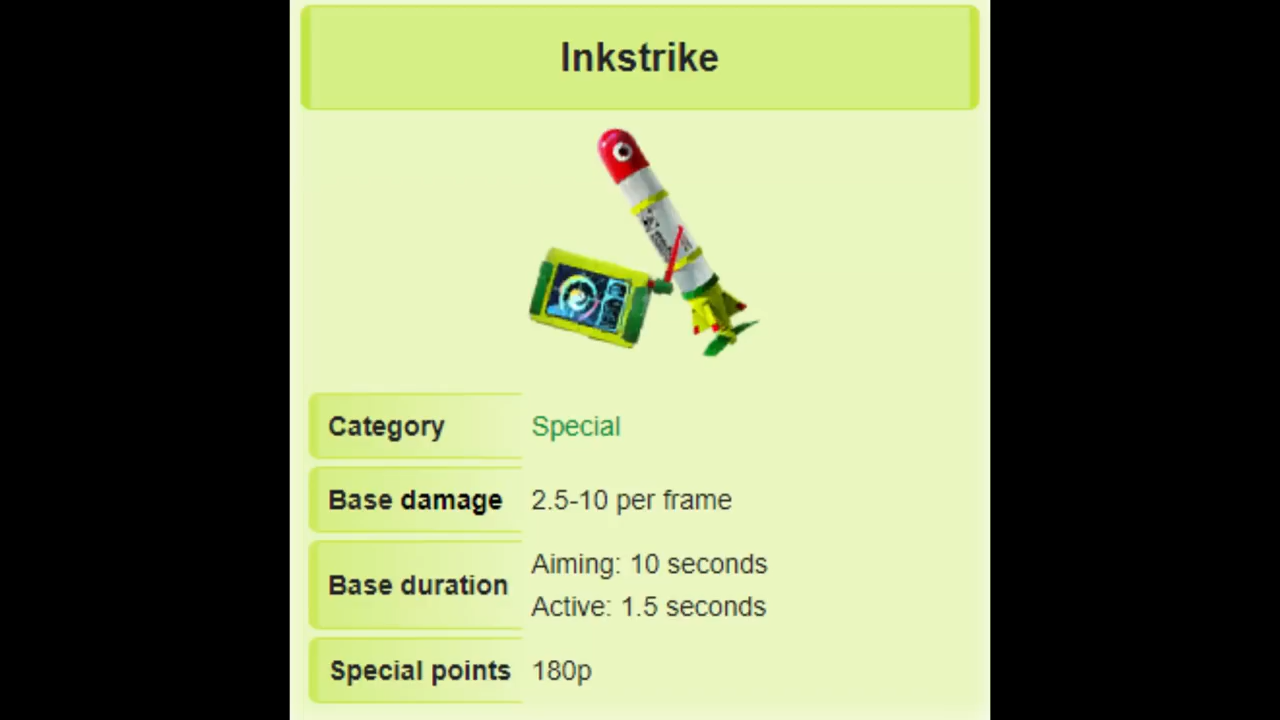 Inkstrike
Category Special
Base damage 2.5-10 per frame
Base duration Aiming: 10 seconds
Active: 1.5 seconds
Special points 180p